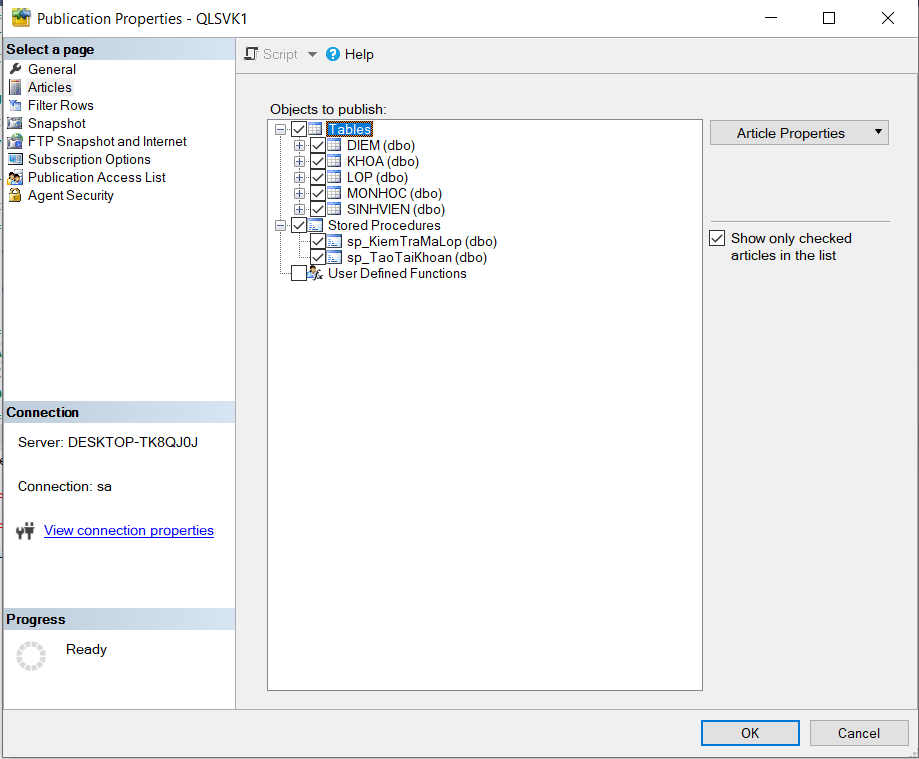 Publication Properties - QLSVK1
Select a page
General
Articles
Filter Rows
Snapshot
FTP Snapshot and Internet
Subscription Options
Publication Access List
Agent Security
Connection
Server: DESKTOP-TK8QJ0J
Connection: sa
View connection properties
Progress
Ready
Script
Help
Objects to publish:
Tables
DIEM (dbo)
KHOA (dbo)
LOP (dbo)
MONHOC (dbo)
SINHVIEN (dbo)
Stored Procedures
sp_KiemTraMaLop (dbo)
sp_TaoTaiKhoan (dbo)
User Defined Functions
Article Properties
Show only checked
articles in the list
OK
Cancel